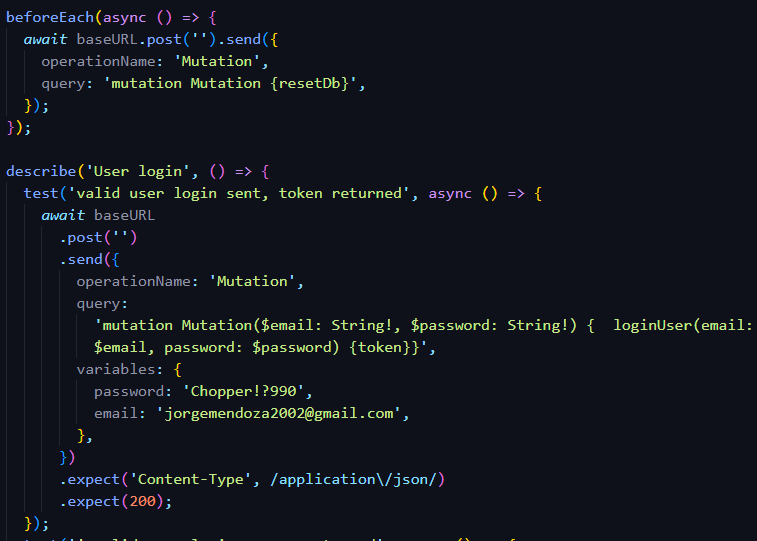 beforeEach(async () => {
  await baseURL.post('').send({
    operationName: 'Mutation',
    query: 'mutation Mutation {resetDb}',
  });
});

describe('User login', () => {
  test('valid user login sent, token returned', async () => {
    await baseURL
      .post('')
      .send({
        operationName: 'Mutation',
        query:
          'mutation Mutation($email: String!, $password: String!) {  loginUser(email:
          $email, password: $password) {token}}',
        variables: {
          password: 'Chopper!?990',
          email: 'jorgemendoza2002@gmail.com',
        },
      })
      .expect('Content-Type', /application\/json/)
      .expect(200);
  });